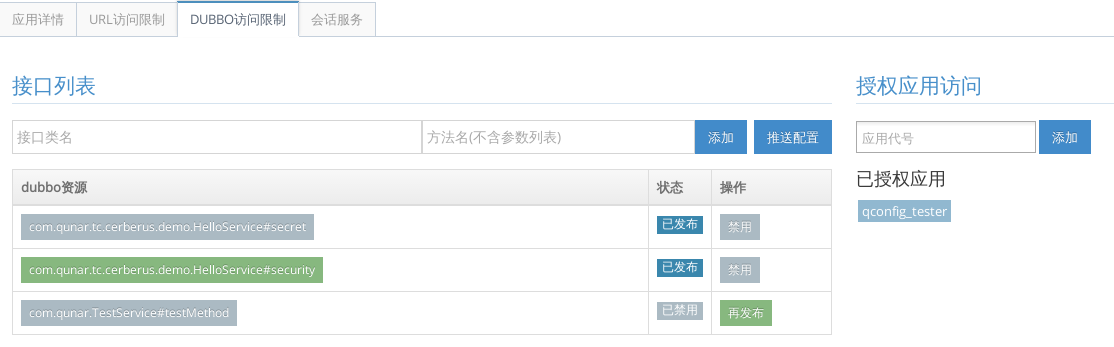 应用详情 URL访问限制 DUBBO访问限制 会话服务
接口列表
接口类名 方法名(不含参数列表) 添加 推送配置
dubbo资源 状态 操作
com.qunar.tc.cerberus.demo.HelloService#secret 已发布 禁用
com.qunar.tc.cerberus.demo.HelloService#security 已发布 禁用
com.qunar.TestService#testMethod 已禁用 再发布
授权应用访问
应用代号 添加
已授权应用
qconfig_tester